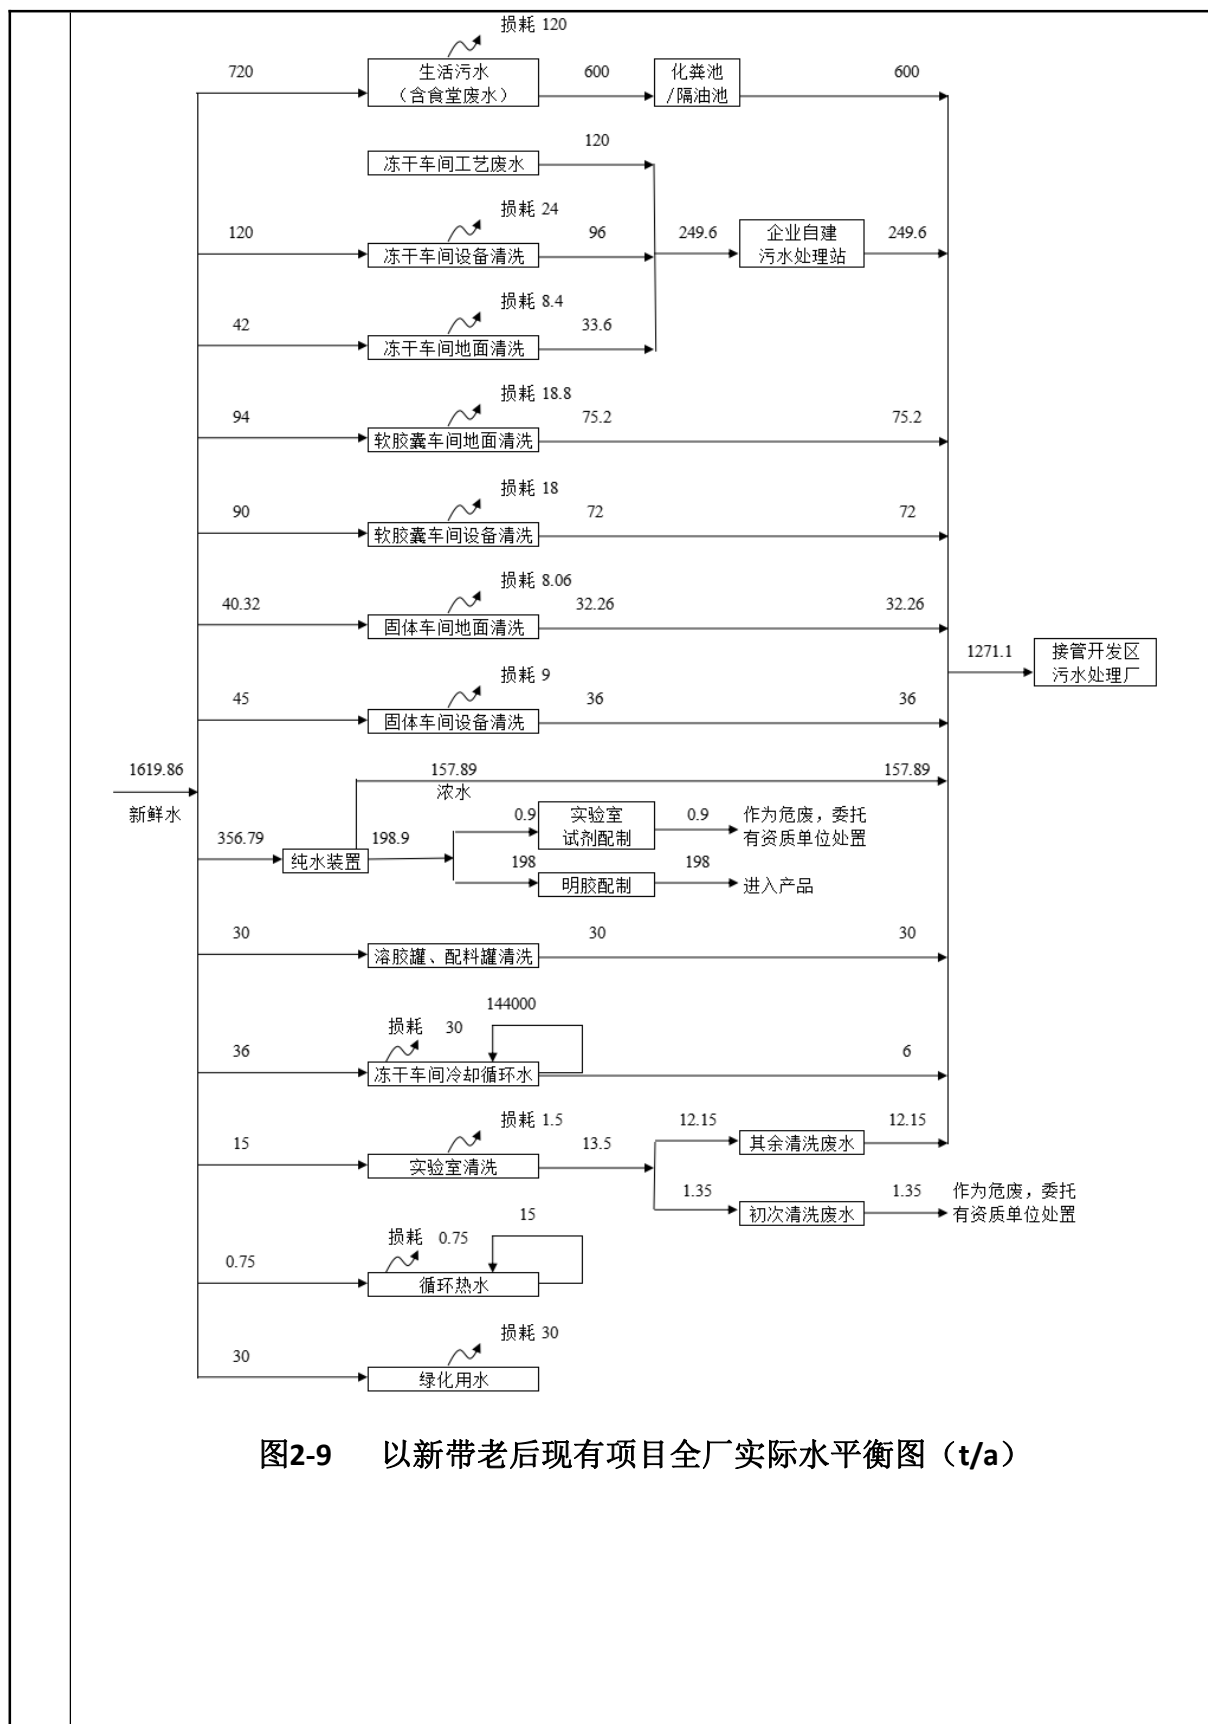 损耗 120
720
生活污水
（含食堂废水）
600
化粪池
/隔油池
600
120
冻干车间工艺废水
损耗 24
120
冻干车间设备清洗
96
249.6
企业自建
污水处理站
249.6
损耗 8.4
42
冻干车间地面清洗
33.6
损耗 18.8
94
软胶囊车间地面清洗
75.2
75.2
损耗 18
90
软胶囊车间设备清洗
72
72
损耗 8.06
40.32
固体车间地面清洗
32.26
32.26
1271.1
接管开发区
污水处理厂
损耗 9
45
固体车间设备清洗
36
36
1619.86
新鲜水
157.89
浓水
157.89
356.79
纯水装置
198.9
0.9
实验室
试剂配制
0.9
作为危废，委托
有资质单位处置
198
明胶配制
198
进入产品
30
溶胶罐、配料罐清洗
30
30
144000
损耗 30
36
冻干车间冷却循环水
6
损耗 1.5
15
实验室清洗
13.5
12.15
其余清洗废水
12.15
1.35
初次清洗废水
1.35
作为危废，委托
有资质单位处置
15
损耗 0.75
0.75
循环热水
损耗 30
30
绿化用水
图2-9 以新带老后现有项目全厂实际水平衡图（t/a）